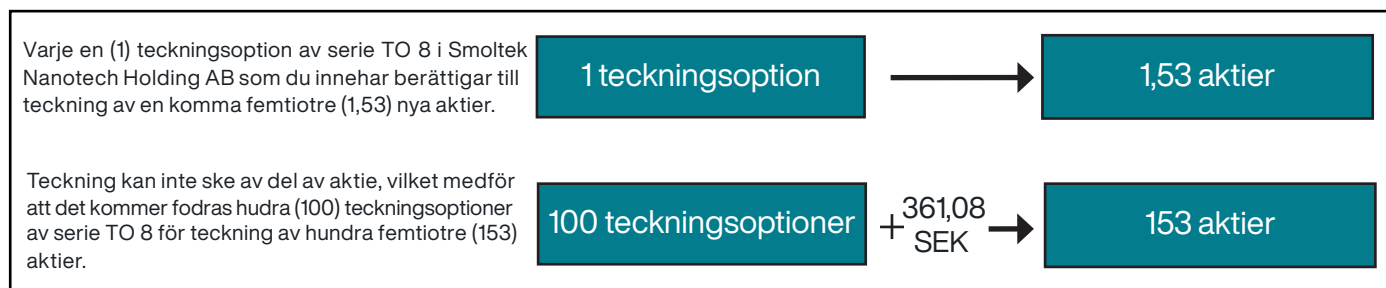 Varje en (1) teckningsoption av serie TO 8 i Smoltek
Nanotech Holding AB som du innehar berättigar till
teckning av en komma femtiotre (1,53) nya aktier.
1 teckningsoption
1,53 aktier
Teckning kan inte ske av del av aktie, vilket medför
att det kommer fodras hudra (100) teckningsoptioner
av serie TO 8 för teckning av hundra femtiotre (153)
aktier.
100 teckningsoptioner
+ 361,08
SEK
153 aktier